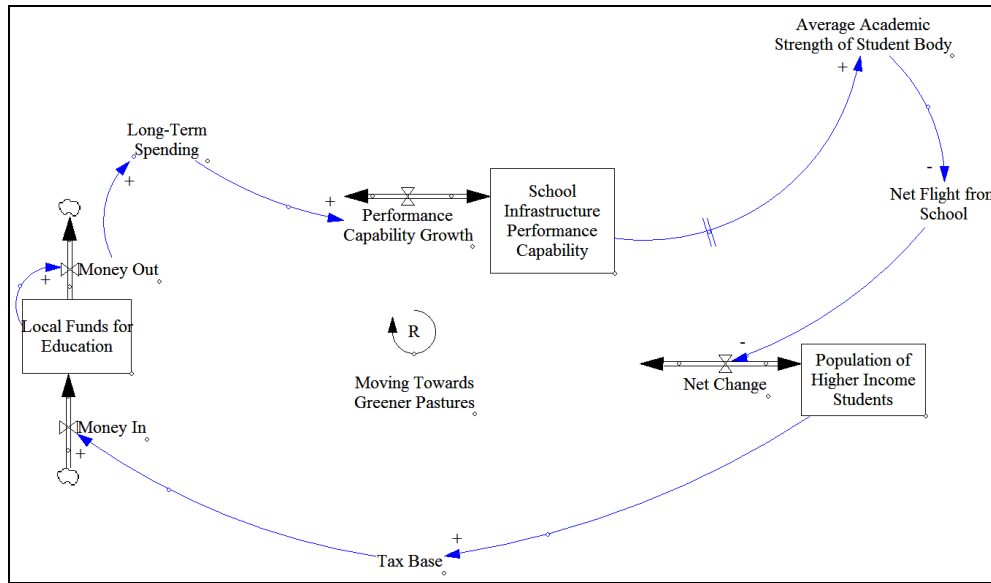 Average Academic
Strength of Student Body
+
-
Long-Term
Spending
+
+
Performance
Capability Growth
School
Infrastructure
Performance
Capability
Net Flight from
School
Money Out
+
Local Funds for
Education
R
Moving Towards
Greener Pastures
-
Net Change
Population of
Higher Income
Students
Money In
+
+
Tax Base